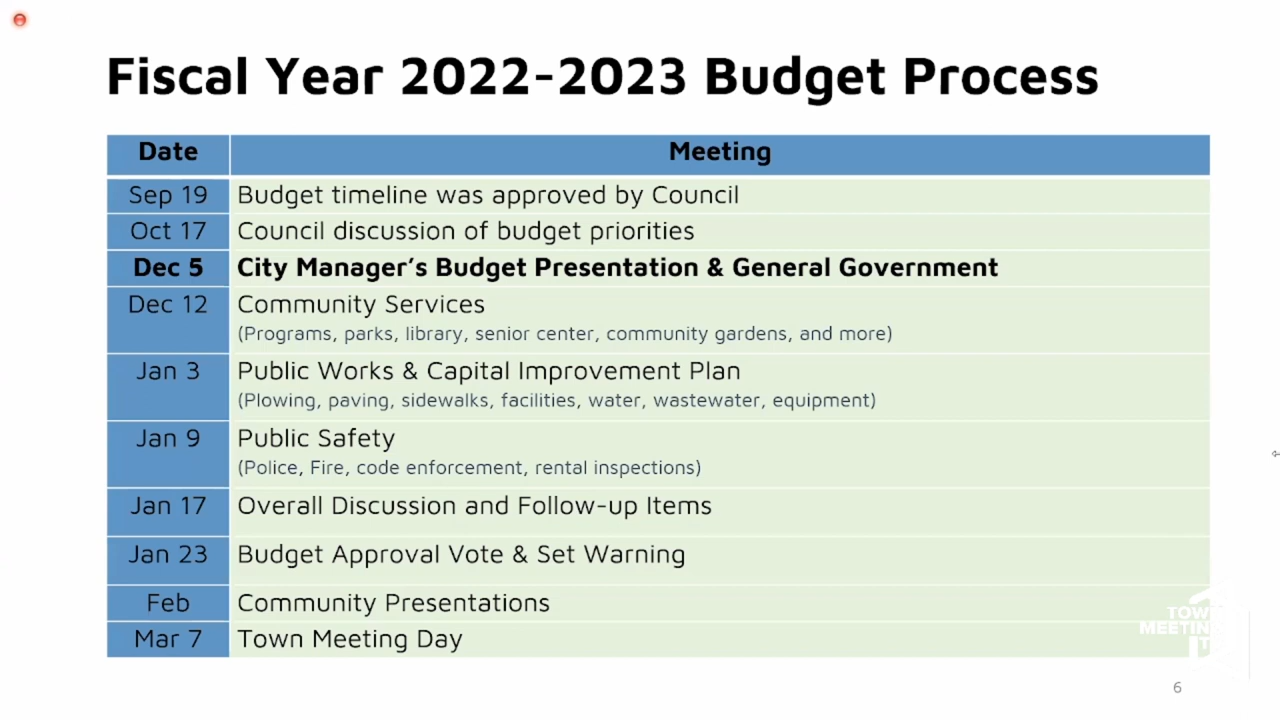 Fiscal Year 2022-2023 Budget Process
Date Meeting
Sep 19 Budget timeline was approved by Council
Oct 17 Council discussion of budget priorities
Dec 5 City Manager’s Budget Presentation & General Government
Dec 12 Community Services
(Programs, parks, library, senior center, community gardens, and more)
Jan 3 Public Works & Capital Improvement Plan
(Plowing, paving, sidewalks, facilities, water, wastewater, equipment)
Jan 9 Public Safety
(Police, Fire, code enforcement, rental inspections)
Jan 17 Overall Discussion and Follow-up Items
Jan 23 Budget Approval Vote & Set Warning
Feb Community Presentations
Mar 7 Town Meeting Day
TOWN
MEETING
6